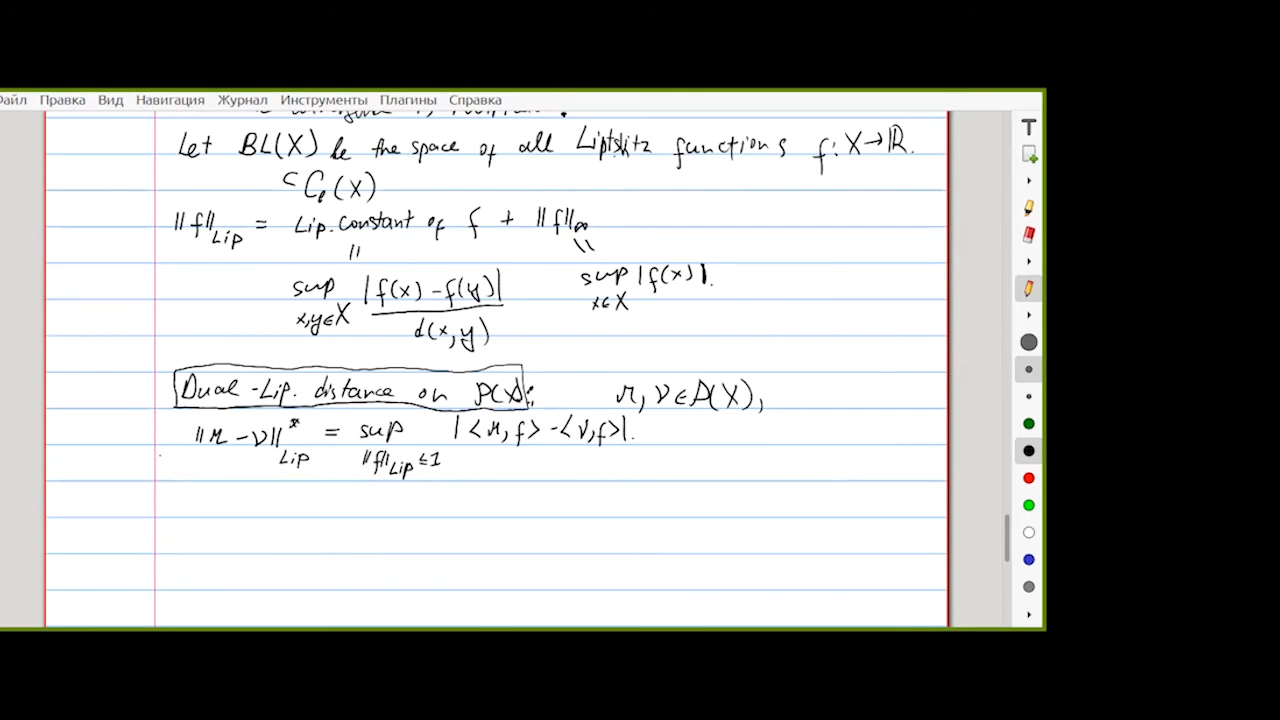 Файл Правка Вид Навигация Журнал Инструменты Плагины Справка
Let BL(X) be the space of all Liptshitz functions f: X → ℝ.
⊂ C_b(X)
‖f‖_Lip = Lip. constant of f + ‖f‖_∞
|| ||
sup_{x,y∈X} |f(x) - f(y)| / d(x,y) sup_{x∈X} |f(x)|.
Dual-Lip. distance on P(X): μ, ν ∈ P(X),
‖μ - ν‖*_Lip = sup_{‖f‖_Lip ≤ 1} |<μ, f> - <ν, f>|.